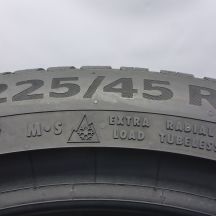 225/45 R
M·S EXTRA LOAD RADIAL TUBELESS